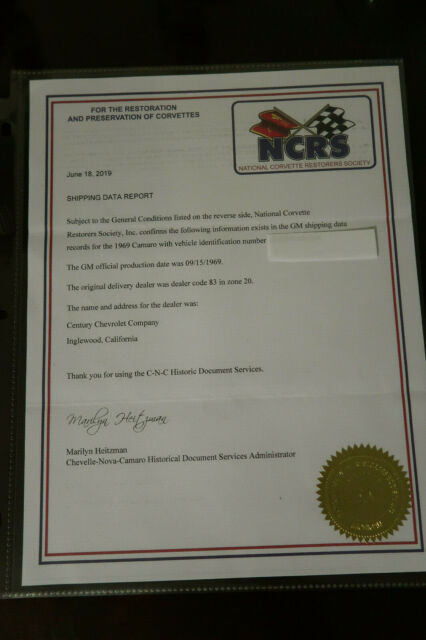 FOR THE RESTORATION
AND PRESERVATION OF CORVETTES
NCRS
NATIONAL CORVETTE RESTORERS SOCIETY
June 18, 2019
SHIPPING DATA REPORT
Subject to the General Conditions listed on the reverse side, National Corvette
Restorers Society, Inc. confirms the following information exists in the GM shipping data
records for the 1969 Camaro with vehicle identification number
The GM official production date was 09/15/1969.
The original delivery dealer was dealer code 83 in zone 20.
The name and address for the dealer was:
Century Chevrolet Company
Inglewood, California
Thank you for using the C-N-C Historic Document Services.
Marilyn Heitzman
Marilyn Heitzman
Chevelle-Nova-Camaro Historical Document Services Administrator